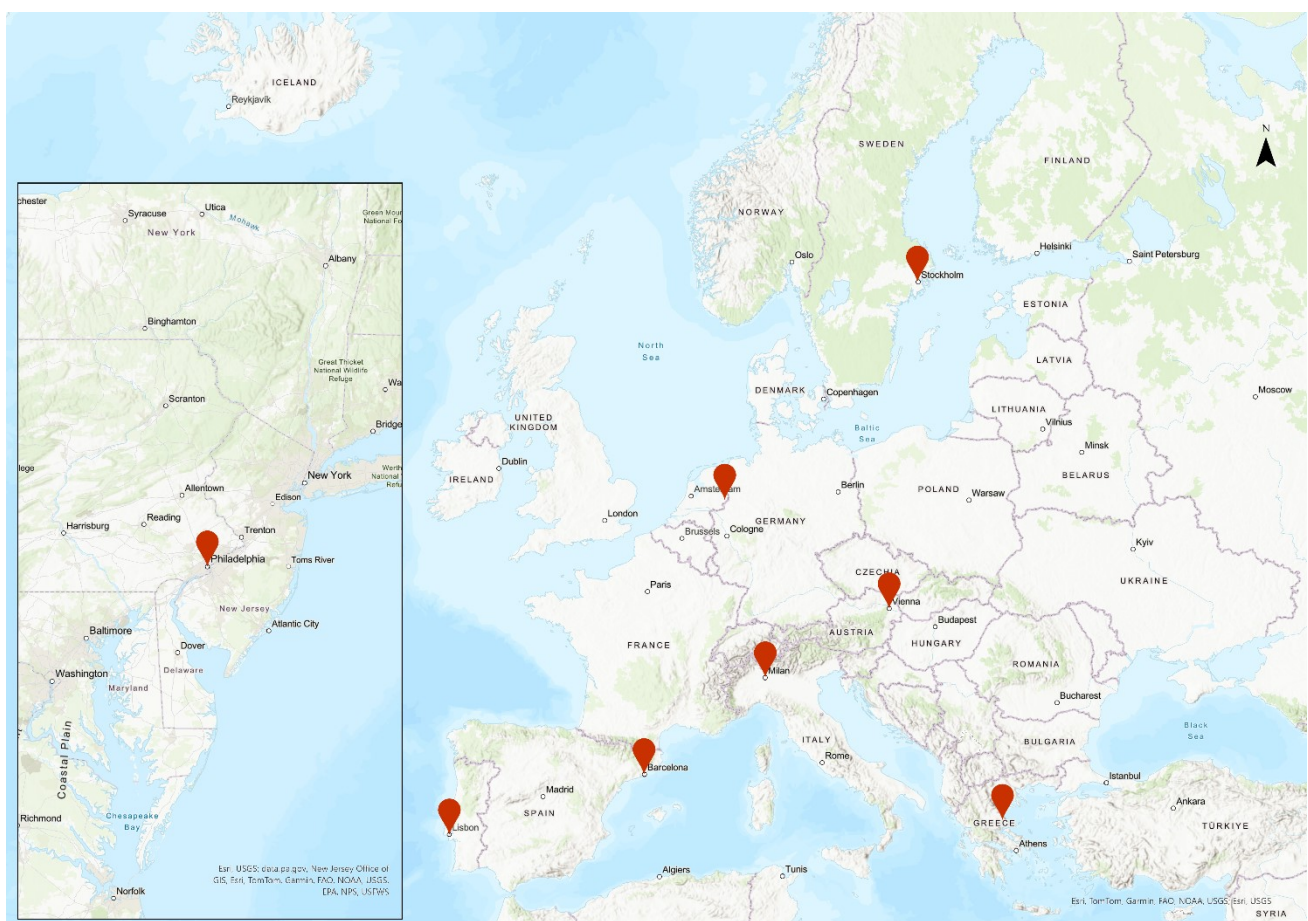 ICELAND
Reykjavík
SWEDEN
FINLAND
NORWAY
N
Oslo
Helsinki
Saint Petersburg
Stockholm
ESTONIA
North
Sea
LATVIA
Moscow
DENMARK
Copenhagen
LITHUANIA
Vilnius
Baltic
Sea
Minsk
BELARUS
UNITED
KINGDOM
Dublin
IRELAND
Berlin
POLAND
Warsaw
London
GERMANY
Brussels
Cologne
Kyiv
UKRAINE
CZECHIA
Paris
Vienna
Budapest
AUSTRIA
HUNGARY
FRANCE
ROMANIA
Milan
Bucharest
Black
Sea
ITALY
BULGARIA
Rome
Barcelona
Istanbul
Madrid
SPAIN
Ankara
TÜRKIYE
Lisbon
GREECE
Athens
Algiers
Tunis
SYRIA
Esri, TomTom, Garmin, FAO, NOAA, USGS, Esri, USGS
chester
Syracuse
Utica
Mohawk
New York
Green Mour
National Fo
Albany
Binghamton
Great Thicket
National Wildlife
Refuge
Wa
Scranton
Bridge
lege
New York
Allentown
Edison
Reading
Harrisburg
Trenton
Philadelphia
Toms River
New Jersey
Atlantic City
Baltimore
Dover
Delaware
Washington
Maryland
Coastal Plain
Chesapeake
Bay
Richmond
Norfolk
Esri, USGS; data.pa.gov, New Jersey Office of
GIS, Esri, TomTom, Garmin, FAO, NOAA, USGS,
EPA, NPS, USFWS